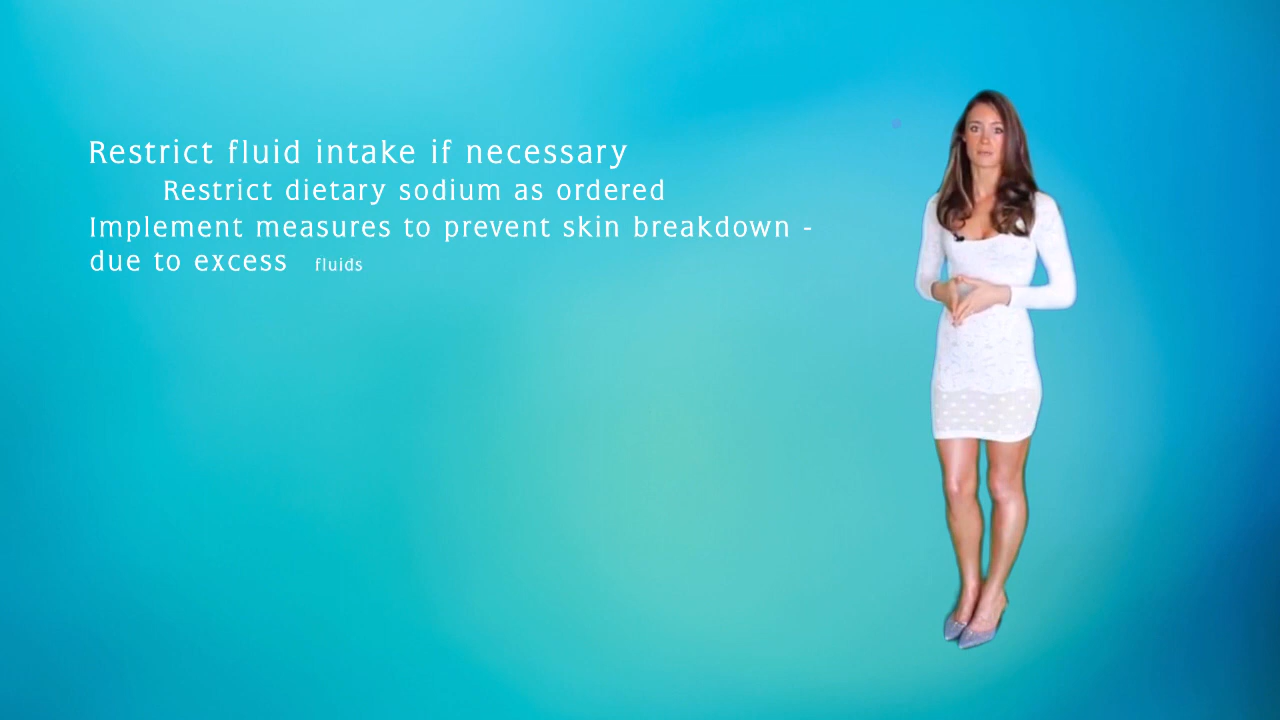 Restrict fluid intake if necessary
Restrict dietary sodium as ordered
Implement measures to prevent skin breakdown -
due to excess fluids